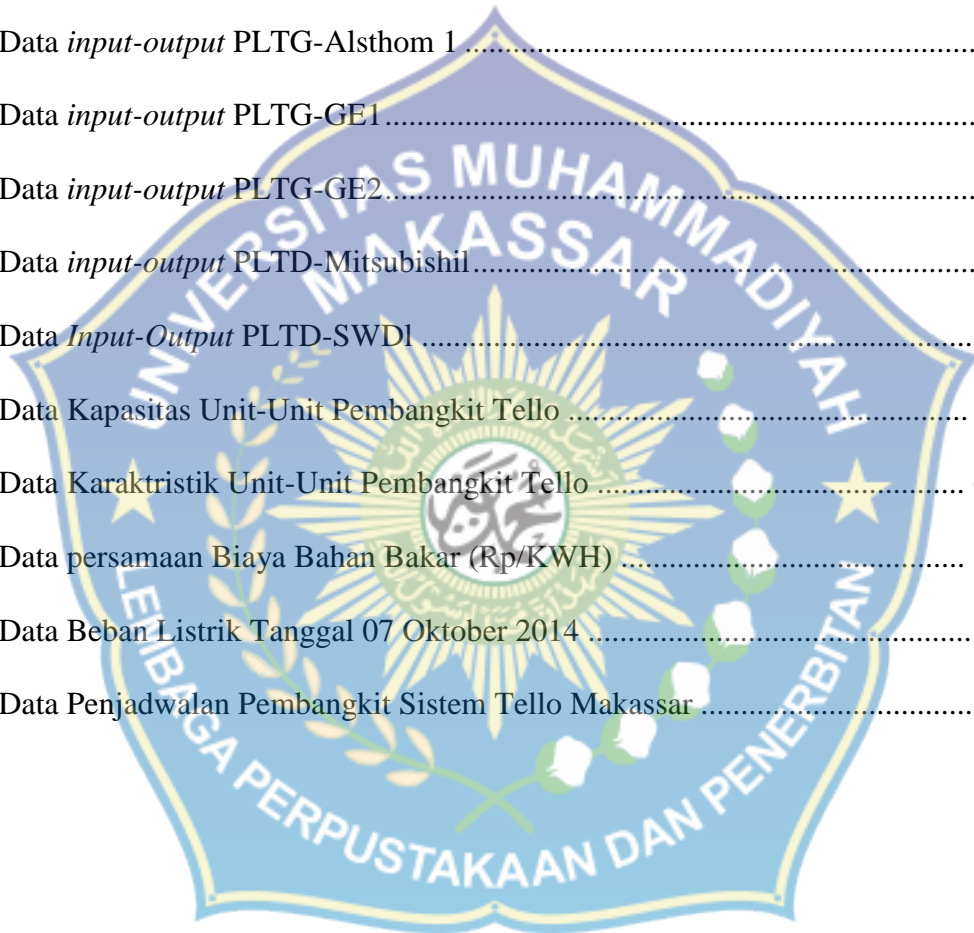 Data input-output PLTG-Alsthom 1 ................................................................
Data input-output PLTG-GE1 ..........................................................................
Data input-output PLTG-GE2 ..........................................................................
Data input-output PLTD-Mitsubishil ...............................................................
Data Input-Output PLTD-SWDl ......................................................................
Data Kapasitas Unit-Unit Pembangkit Tello ...................................................
Data Karaktristik Unit-Unit Pembangkit Tello ...............................................
Data persamaan Biaya Bahan Bakar (Rp/KWH) ............................................
Data Beban Listrik Tanggal 07 Oktober 2014 .................................................
Data Penjadwalan Pembangkit Sistem Tello Makassar ...................................
UNIVERSITAS MUHAMMADIYAH
MAKASSAR
LEMBAGA PERPUSTAKAAN DAN PENERBITAN